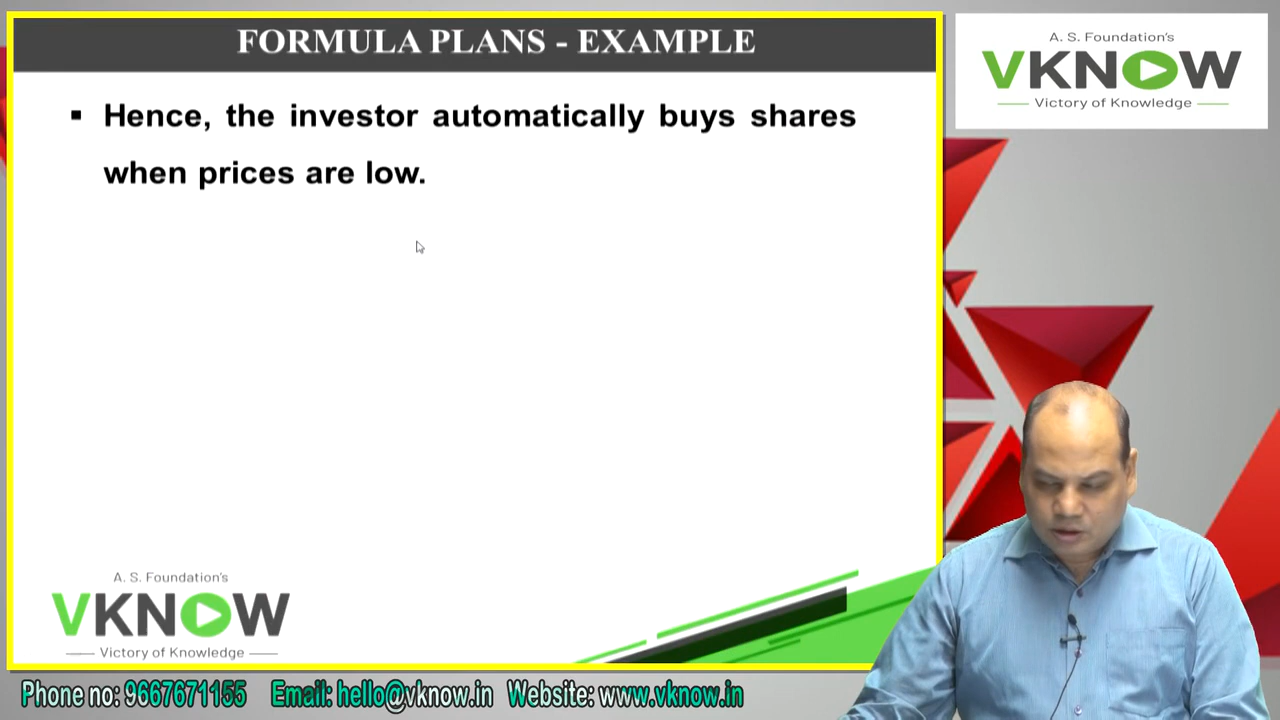 FORMULA PLANS - EXAMPLE
▪ Hence, the investor automatically buys shares
when prices are low.
A. S. Foundation's
VKNOW
Victory of Knowledge
A. S. Foundation's
VKNOW
Victory of Knowledge
Phone no: 9667671155 Email: hello@vknow.in Website: www.vknow.in